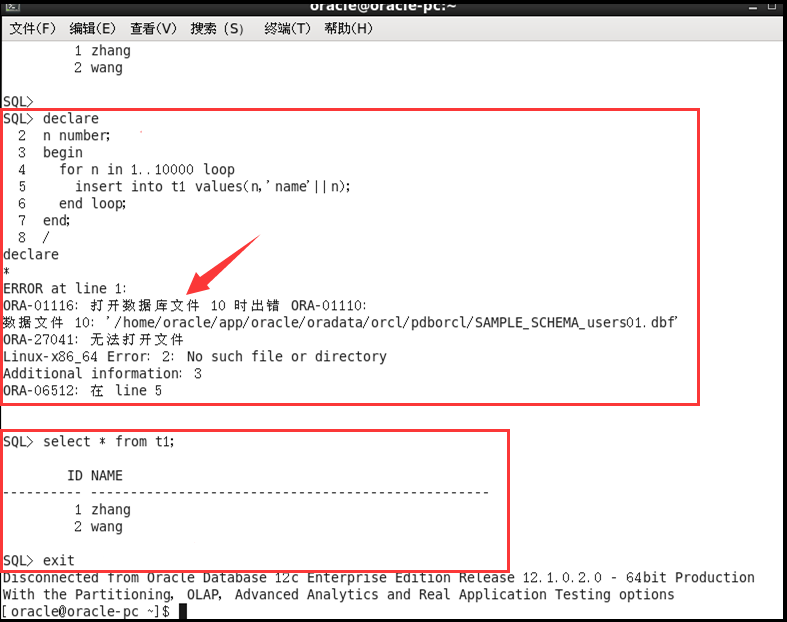 oracle@oracle-pc:~
文件(F) 编辑(E) 查看(V) 搜索 (S) 终端(T) 帮助(H)
1 zhang
2 wang
SQL>
SQL> declare
2 n number;
3 begin
4 for n in 1..10000 loop
5 insert into t1 values(n,'name'||n);
6 end loop;
7 end;
8 /
declare
*
ERROR at line 1:
ORA-01116: 打开数据库文件 10 时出错 ORA-01110:
数据文件 10: '/home/oracle/app/oracle/oradata/orcl/pdborcl/SAMPLE_SCHEMA_users01.dbf'
ORA-27041: 无法打开文件
Linux-x86_64 Error: 2: No such file or directory
Additional information: 3
ORA-06512: 在 line 5
SQL> select * from t1;
ID NAME
---------- --------------------------------------------------
1 zhang
2 wang
SQL> exit
Disconnected from Oracle Database 12c Enterprise Edition Release 12.1.0.2.0 - 64bit Production
With the Partitioning, OLAP, Advanced Analytics and Real Application Testing options
[oracle@oracle-pc ~]$